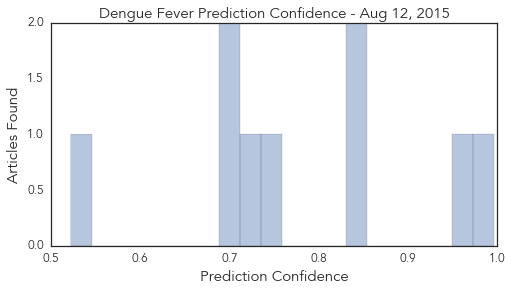 Dengue Fever Prediction Confidence - Aug 12, 2015
2.0
1.5
1.0
0.5
0.0
Articles Found
0.5 0.6 0.7 0.8 0.9 1.0
Prediction Confidence